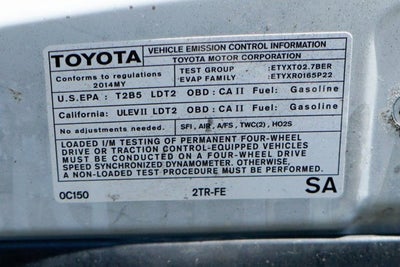 TOYOTA
VEHICLE EMISSION CONTROL INFORMATION
TOYOTA MOTOR CORPORATION
Conforms to regulations
2014MY
TEST GROUP : ETYXT02.7BER
EVAP FAMILY : ETYXR0165P22
U.S.EPA : T2B5 LDT2 OBD : CA II Fuel: Gasoline
California: ULEV II LDT2 OBD : CA II Fuel: Gasoline
No adjustments needed.
SFI , AIR , A/FS , TWC(2) , HO2S
LOADED I/M TESTING OF PERMANENT FOUR-WHEEL
DRIVE OR TRACTION CONTROL-EQUIPPED VEHICLES
MUST BE CONDUCTED ON A FOUR-WHEEL DRIVE
SPEED SYNCHRONIZED DYNAMOMETER. OTHERWISE,
A NON-LOADED TEST PROCEDURE MUST BE PERFORMED.
0C150 2TR-FE SA